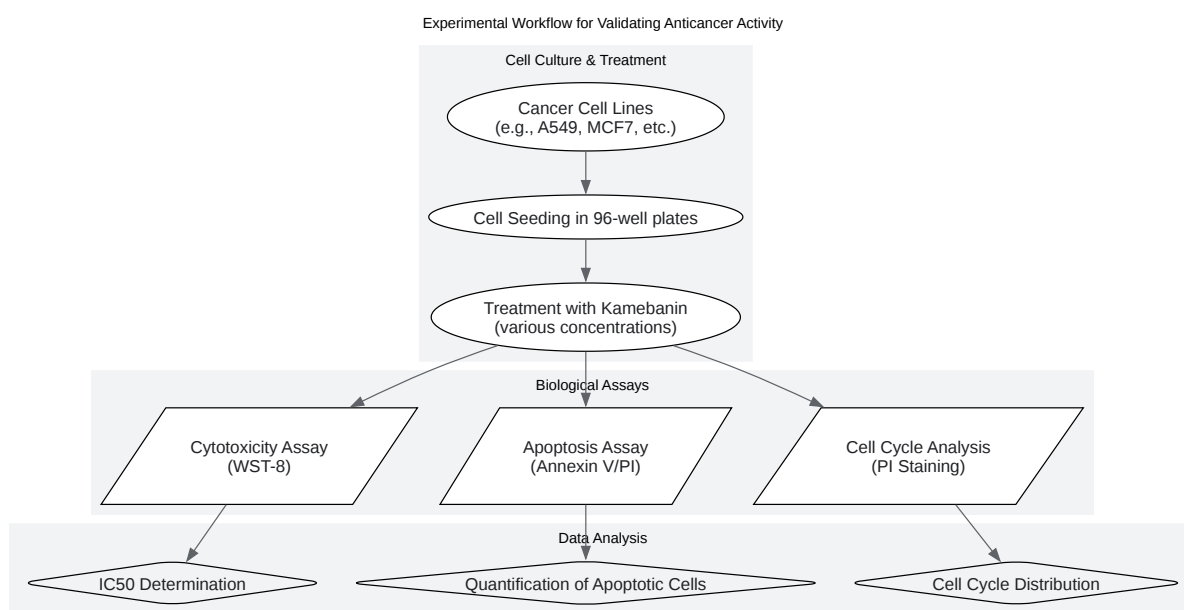 Experimental Workflow for Validating Anticancer Activity
Cell Culture & Treatment
Cancer Cell Lines
(e.g., A549, MCF7, etc.)
Cell Seeding in 96-well plates
Treatment with Kamebanin
(various concentrations)
Biological Assays
Cytotoxicity Assay
(WST-8)
Apoptosis Assay
(Annexin V/PI)
Cell Cycle Analysis
(PI Staining)
Data Analysis
IC50 Determination
Quantification of Apoptotic Cells
Cell Cycle Distribution